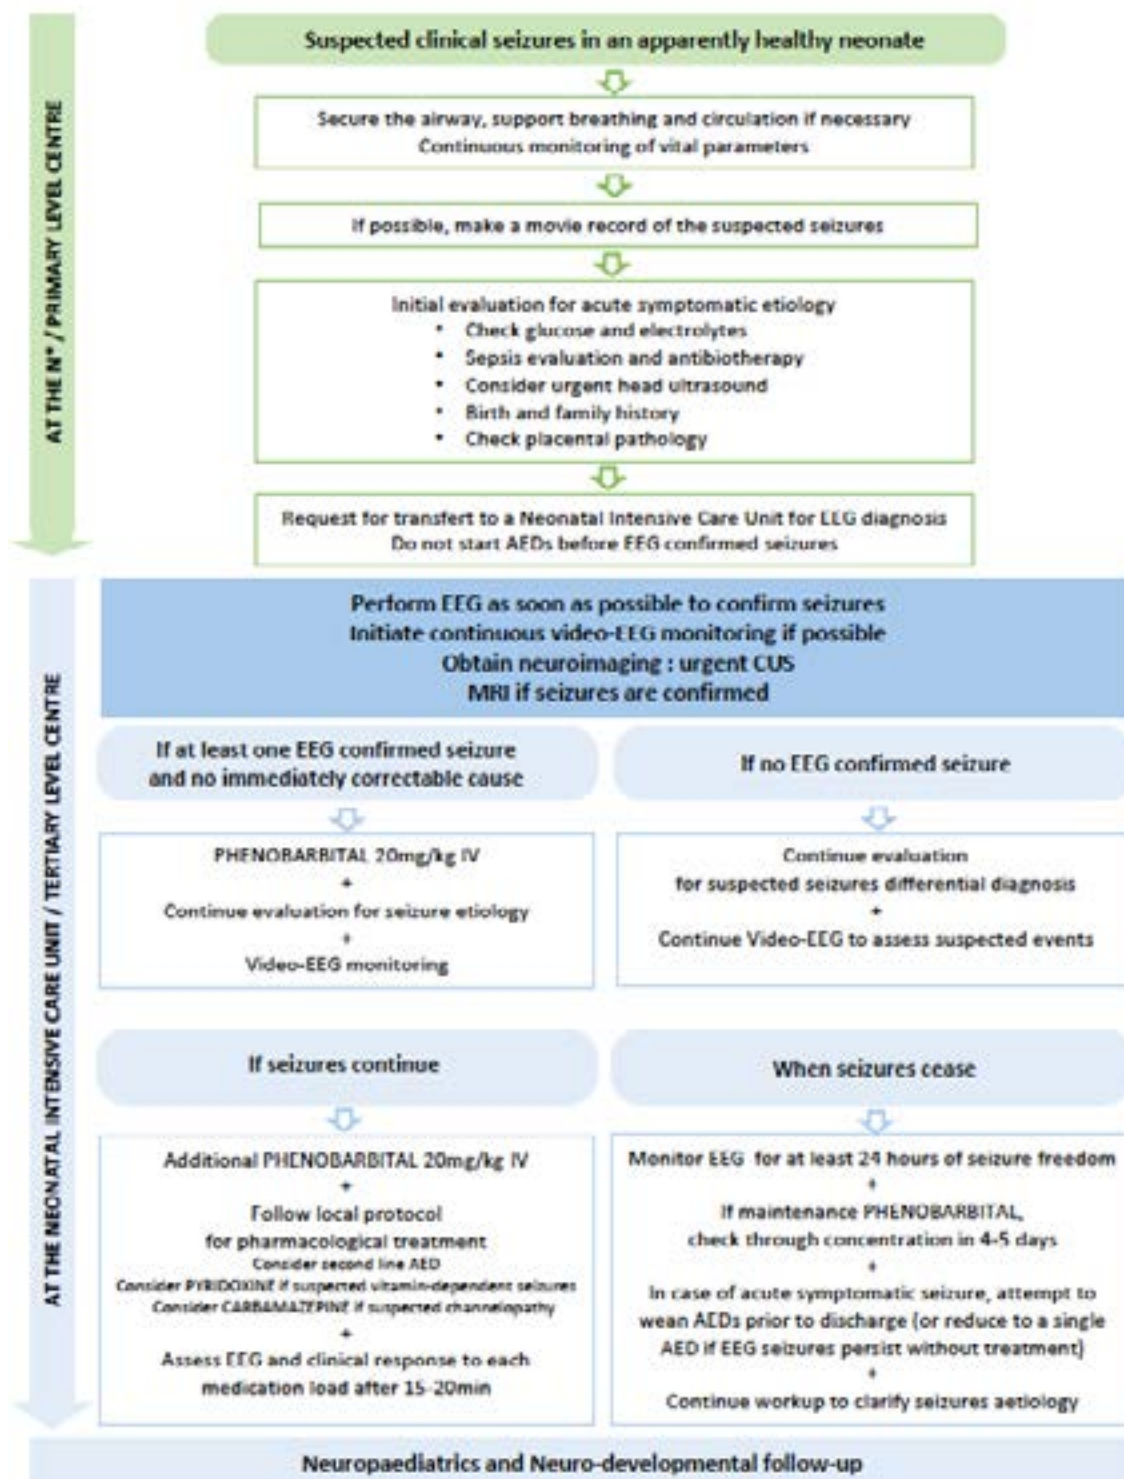 AT THE N* / PRIMARY LEVEL CENTRE
Suspected clinical seizures in an apparently healthy neonate
Secure the airway, support breathing and circulation if necessary
Continuous monitoring of vital parameters
If possible, make a movie record of the suspected seizures
Initial evaluation for acute symptomatic etiology
• Check glucose and electrolytes
• Sepsis evaluation and antibiotherapy
• Consider urgent head ultrasound
• Birth and family history
• Check placental pathology
Request for transfert to a Neonatal Intensive Care Unit for EEG diagnosis
Do not start AEDs before EEG confirmed seizures
AT THE NEONATAL INTENSIVE CARE UNIT / TERTIARY LEVEL CENTRE
Perform EEG as soon as possible to confirm seizures
Initiate continuous video-EEG monitoring if possible
Obtain neuroimaging : urgent CUS
MRI if seizures are confirmed
If at least one EEG confirmed seizure
and no immediately correctable cause
PHENOBARBITAL 20mg/kg IV
+
Continue evaluation for seizure etiology
+
Video-EEG monitoring
If no EEG confirmed seizure
Continue evaluation
for suspected seizures differential diagnosis
+
Continue Video-EEG to assess suspected events
If seizures continue
Additional PHENOBARBITAL 20mg/kg IV
+
Follow local protocol
for pharmacological treatment
Consider second line AED
Consider PYRIDOXINE if suspected vitamin-dependent seizures
Consider CARBAMAZEPINE if suspected channelopathy
+
Assess EEG and clinical response to each
medication load after 15-20min
When seizures cease
Monitor EEG for at least 24 hours of seizure freedom
+
If maintenance PHENOBARBITAL,
check through concentration in 4-5 days
+
In case of acute symptomatic seizure, attempt to
wean AEDs prior to discharge (or reduce to a single
AED if EEG seizures persist without treatment)
+
Continue workup to clarify seizures aetiology
Neuropaediatrics and Neuro-developmental follow-up